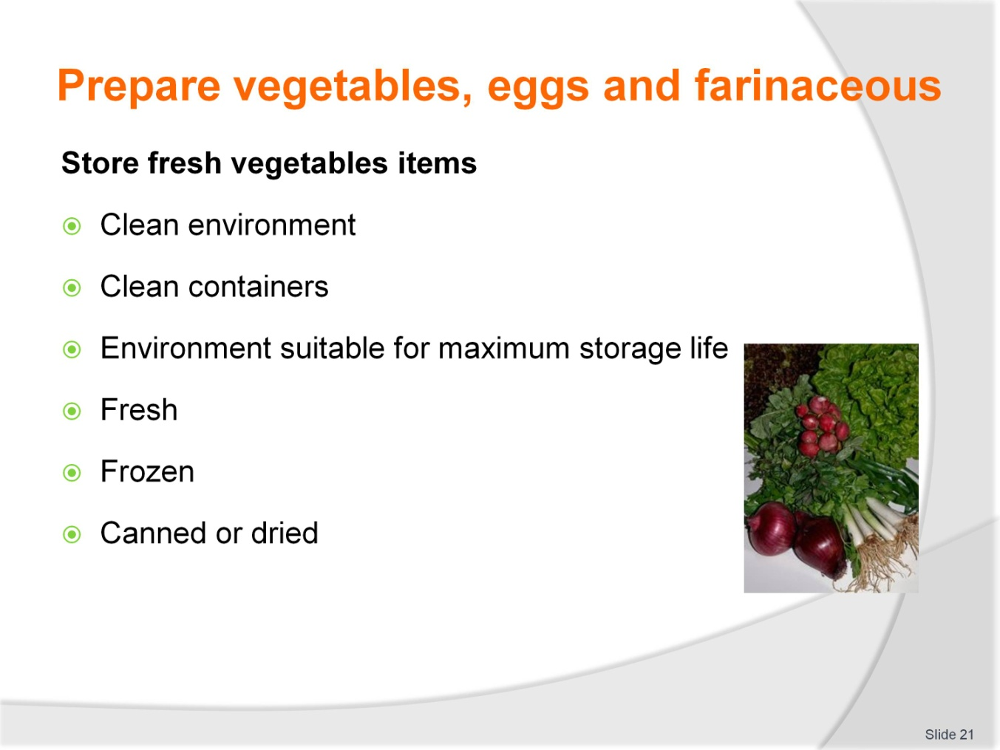 Prepare vegetables, eggs and farinaceous
Store fresh vegetables items
Clean environment
Clean containers
Environment suitable for maximum storage life
Fresh
Frozen
Canned or dried
Slide 21